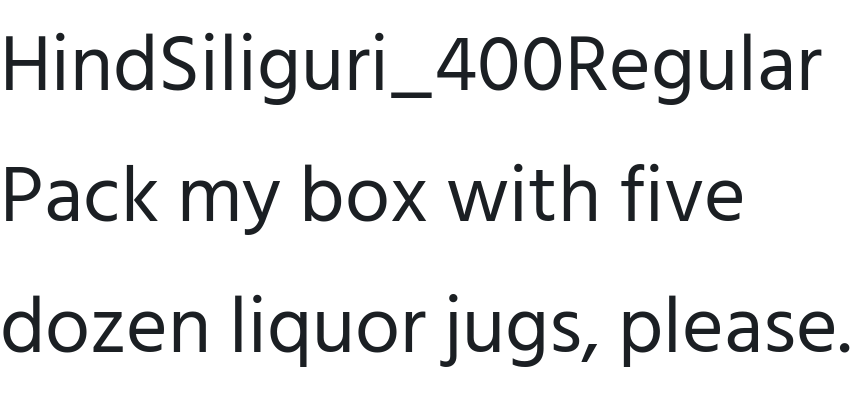 HindSiliguri_400Regular
Pack my box with five
dozen liquor jugs, please.